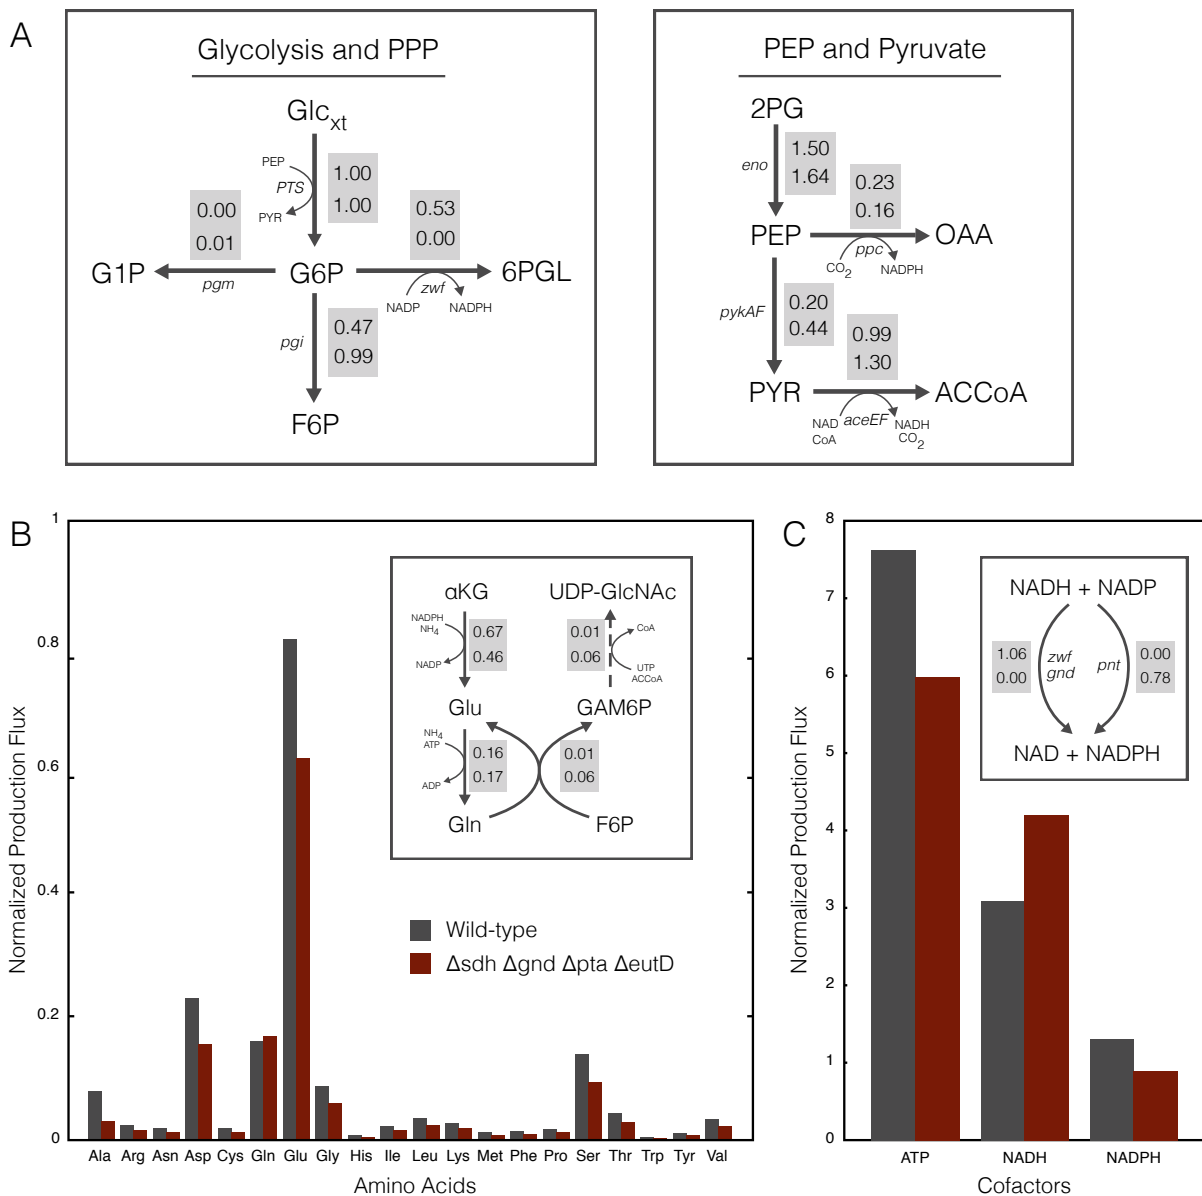 A
Glycolysis and PPP
Glc xt
PEP
PTS
PYR
1.00
1.00
0.00
0.01
0.53
0.00
G1P
pgm
G6P
NADP
zwf
NADPH
6PGL
pgi
0.47
0.99
F6P
PEP and Pyruvate
2PG
eno
1.50
1.64
0.23
0.16
PEP
CO2
ppc
NADPH
OAA
pykAF
0.20
0.44
0.99
1.30
PYR
NAD
CoA
aceEF
NADH
CO2
ACCoA
B
Normalized Production Flux
1
0.8
0.6
0.4
0.2
0
αKG
NADPH
NH4
NADP
0.67
0.46
Glu
NH4
ATP
ADP
0.16
0.17
Gln
UDP-GlcNAc
0.01
0.06
CoA
UTP
ACCoA
GAM6P
0.01
0.06
F6P
Wild-type
Δsdh Δgnd Δpta ΔeutD
Ala Arg Asn Asp Cys Gln Glu Gly His Ile Leu Lys Met Phe Pro Ser Thr Trp Tyr Val
Amino Acids
C
Normalized Production Flux
8
7
6
5
4
3
2
1
0
NADH + NADP
1.06
0.00
zwf
gnd
pnt
0.00
0.78
NAD + NADPH
ATP NADH NADPH
Cofactors